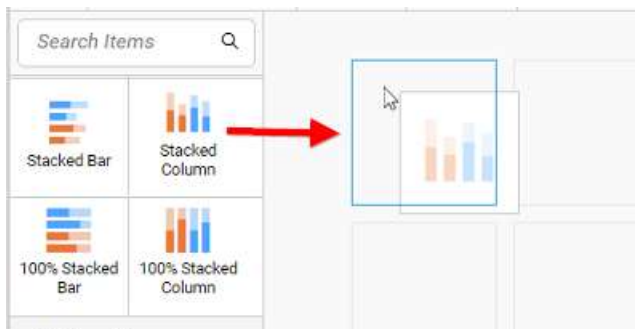 Search Items
Stacked Bar
Stacked
Column
100% Stacked
Bar
100% Stacked
Column